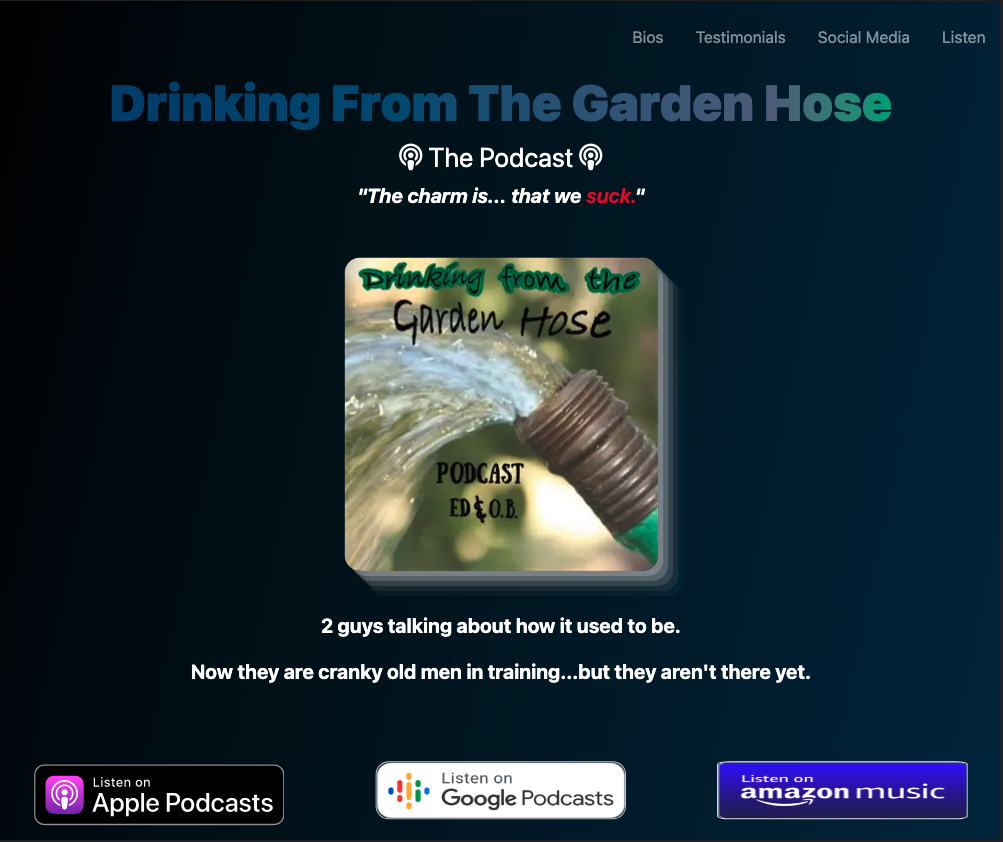 Bios Testimonials Social Media Listen
Drinking From The Garden Hose
The Podcast
"The charm is... that we suck."
Drinking from the
Garden Hose
PODCAST
ED & O.B.
2 guys talking about how it used to be.
Now they are cranky old men in training...but they aren't there yet.
Listen on
Apple Podcasts
Listen on
Google Podcasts
Listen on
amazon music